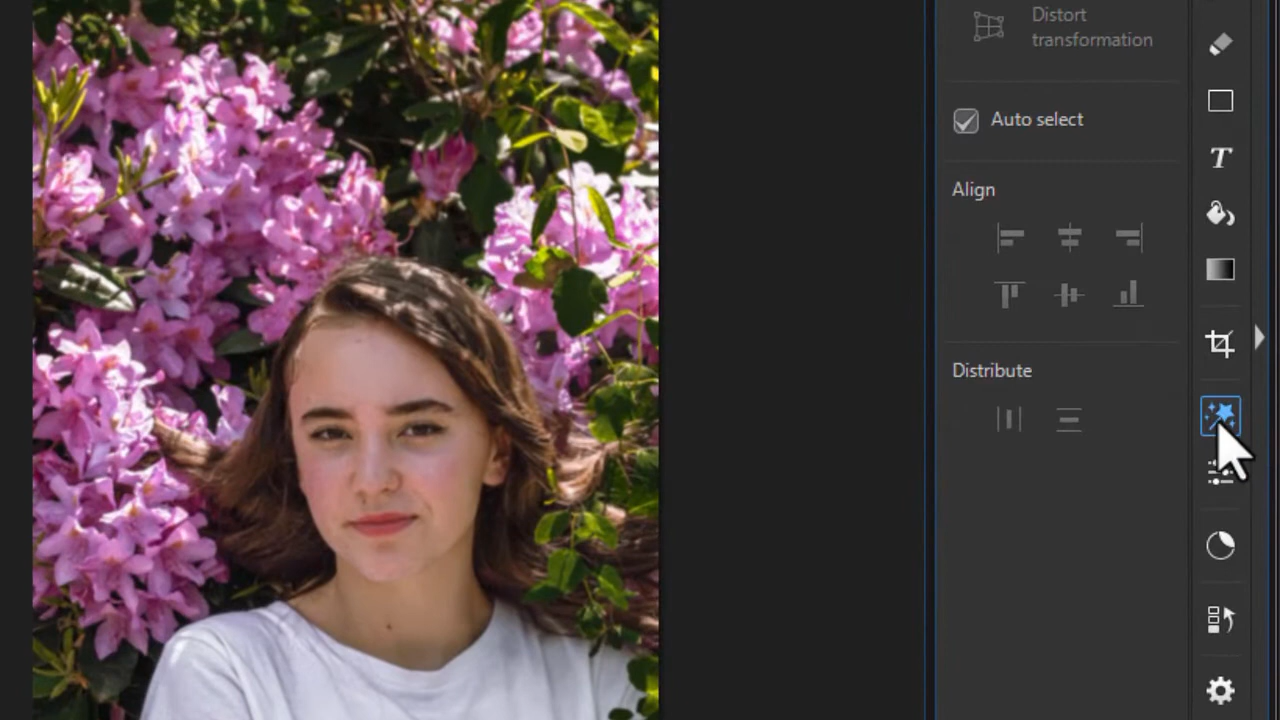 Distort
transformation
Auto select
Align
Distribute